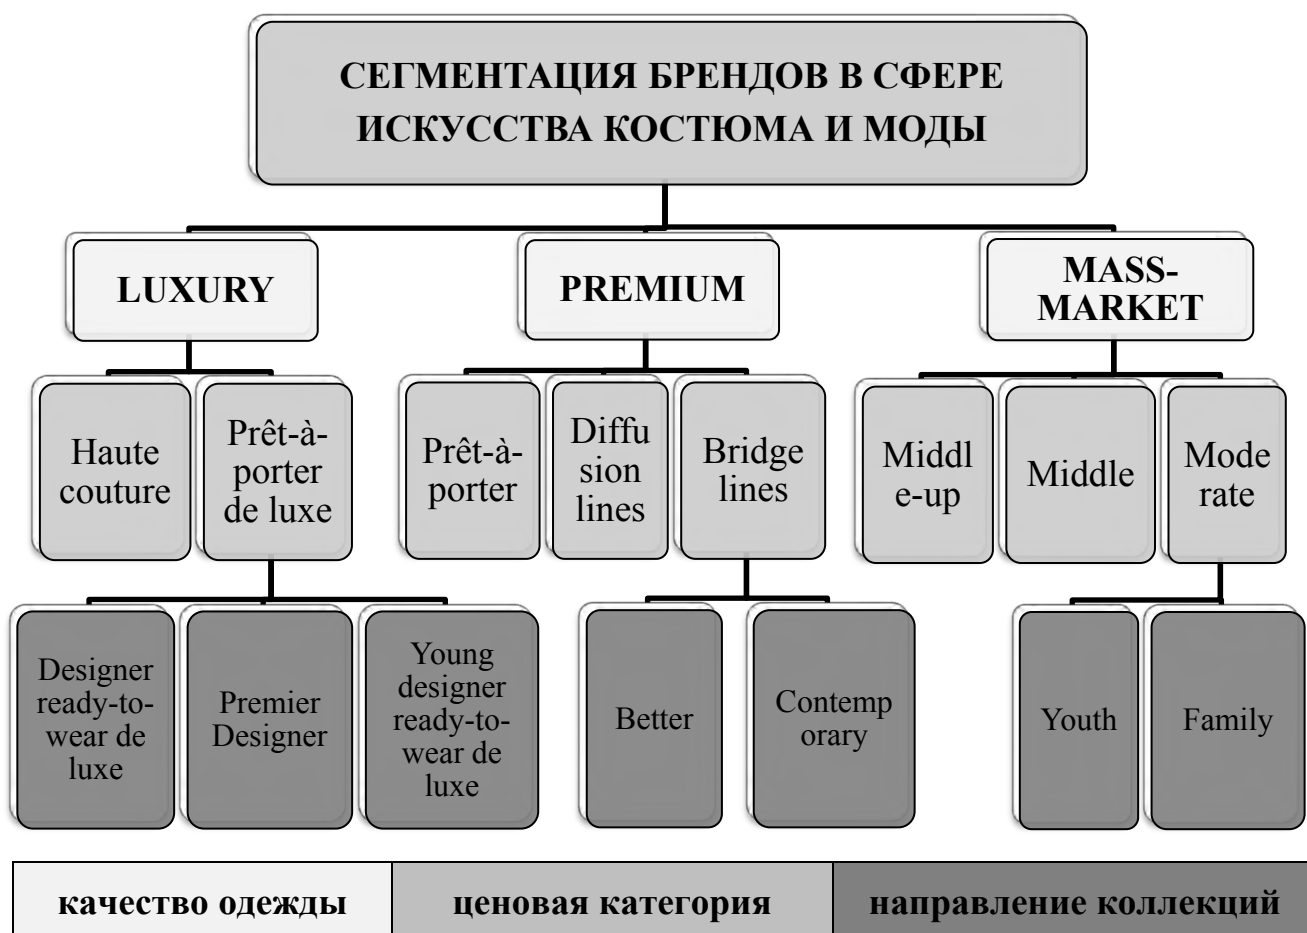 СЕГМЕНТАЦИЯ БРЕНДОВ В СФЕРЕ
ИСКУССТВА КОСТЮМА И МОДЫ
LUXURY
PREMIUM
MASS-
MARKET
Haute
couture
Prêt-à-
porter
de luxe
Prêt-à-
porter
Diffu
sion
lines
Bridge
lines
Middl
e-up
Middle
Mode
rate
Designer
ready-to-
wear de
luxe
Premier
Designer
Young
designer
ready-to-
wear de
luxe
Better
Contemp
orary
Youth
Family
качество одежды
ценовая категория
направление коллекций